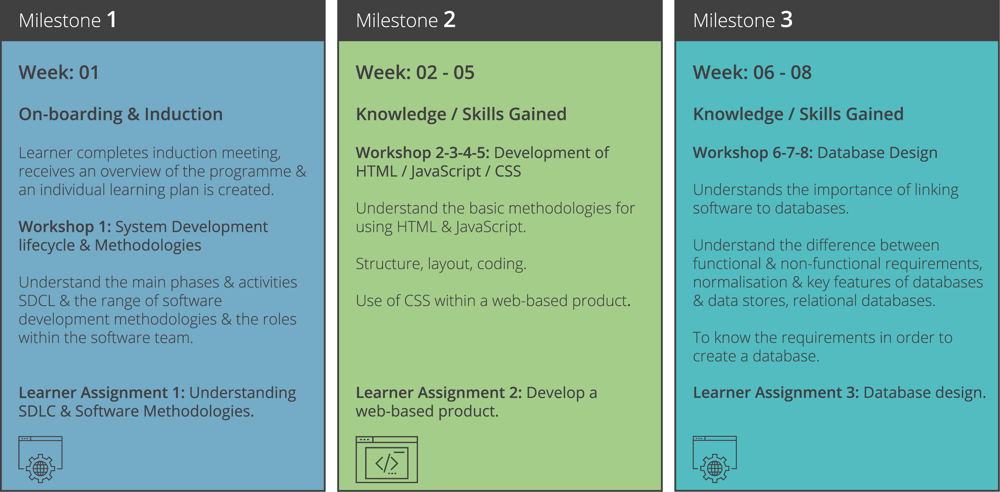 Milestone 1
Week: 01
On-boarding & Induction
Learner completes induction meeting,
receives an overview of the programme &
an individual learning plan is created.
Workshop 1: System Development
lifecycle & Methodologies
Understand the main phases & activities
SDCL & the range of software
development methodologies & the roles
within the software team.
Learner Assignment 1: Understanding
SDLC & Software Methodologies.
Milestone 2
Week: 02 - 05
Knowledge / Skills Gained
Workshop 2-3-4-5: Development of
HTML / JavaScript / CSS
Understand the basic methodologies for
using HTML & JavaScript.
Structure, layout, coding.
Use of CSS within a web-based product.
Learner Assignment 2: Develop a
web-based product.
</>
Milestone 3
Week: 06 - 08
Knowledge / Skills Gained
Workshop 6-7-8: Database Design
Understands the importance of linking
software to databases.
Understand the difference between
functional & non-functional requirements,
normalisation & key features of databases
& data stores, relational databases.
To know the requirements in order to
create a database.
Learner Assignment 3: Database design.